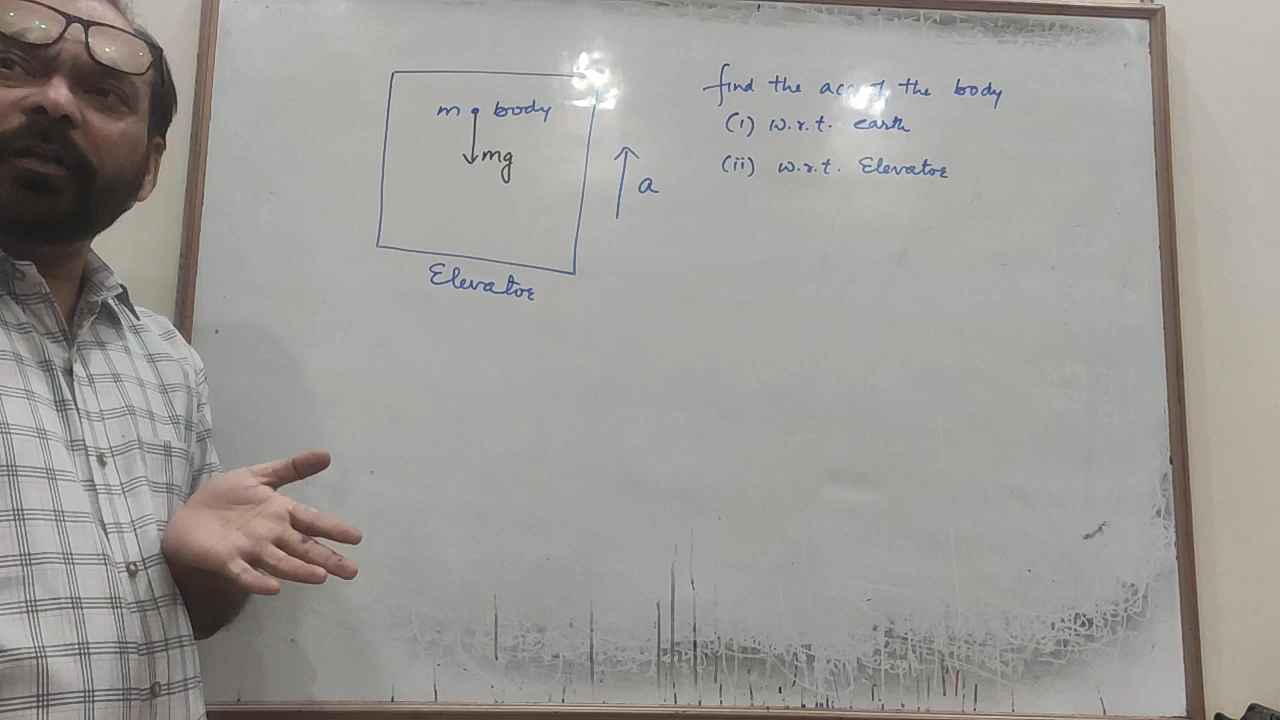 m body
mg
a
Elevator
find the acc of the body
(i) w.r.t. earth
(ii) w.r.t. Elevator